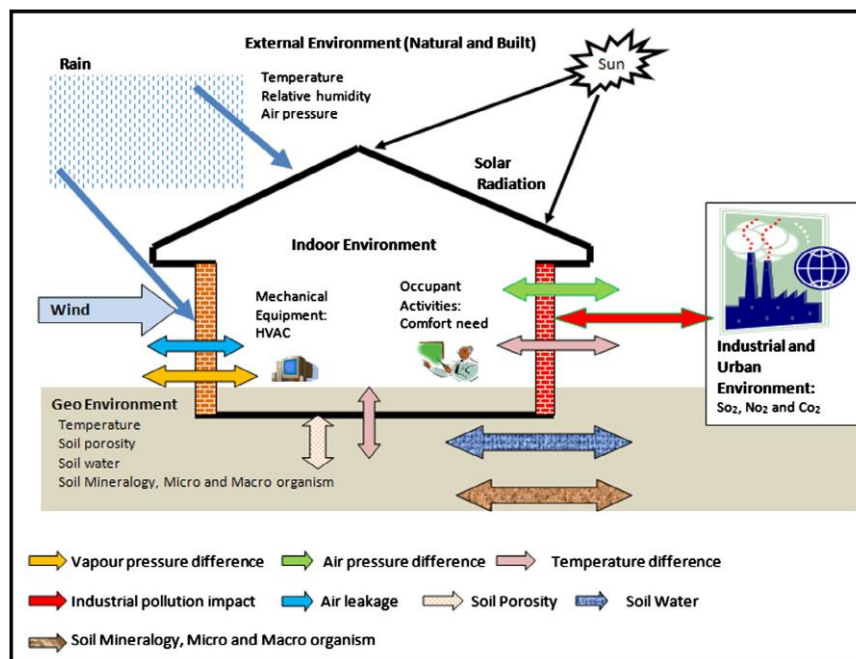 External Environment (Natural and Built)
Rain
Temperature
Relative humidity
Air pressure
Sun
Solar
Radiation
Indoor Environment
Wind
Mechanical
Equipment:
HVAC
Occupant
Activities:
Comfort need
Industrial and
Urban
Environment:
So₂, No₂ and Co₂
Geo Environment
Temperature
Soil porosity
Soil water
Soil Mineralogy, Micro and Macro organism
Vapour pressure difference
Air pressure difference
Temperature difference
Industrial pollution impact
Air leakage
Soil Porosity
Soil Water
Soil Mineralogy, Micro and Macro organism